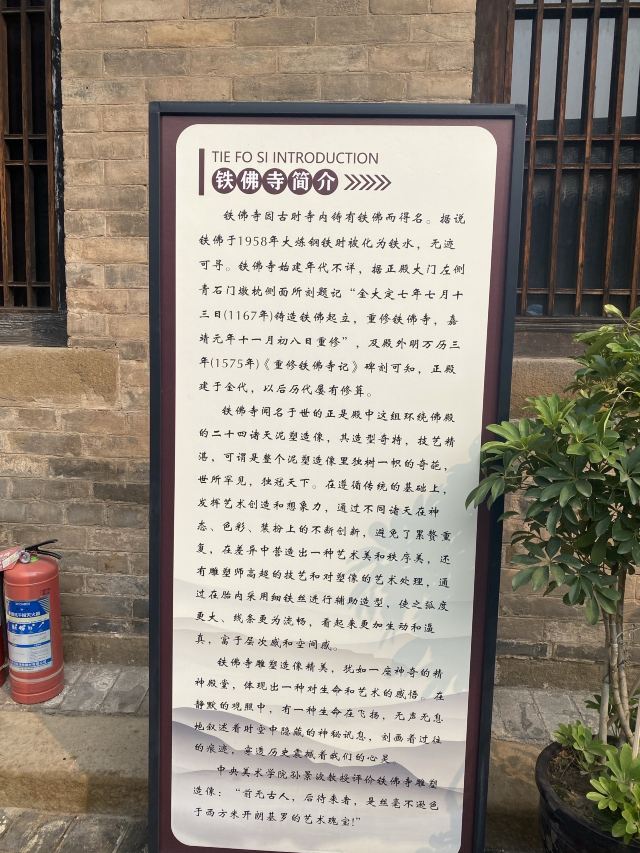 TIE FO SI INTRODUCTION
铁佛寺简介
铁佛寺因古时寺内铸有铁佛而得名。据说
铁佛于1958年大炼钢铁时被化为铁水，无迹
可寻。铁佛寺始建年代不详，据正殿大门左侧
青石门墩枕侧面所刻题记“金大定七年七月十
三日(1167年)铸造铁佛起立，重修铁佛寺，嘉
靖元年十一月初八日重修”，及殿外明万历三
年(1575年)《重修铁佛寺记》碑刻可知，正殿
建于金代，以后历代屡有修葺。
铁佛寺闻名于世的正是殿中这组环绕佛殿
的二十四诸天泥塑造像，其造型奇特，技艺精
湛，可谓是整个泥塑造像里独树一帜的奇葩，
世所罕见，独冠天下。在遵循传统的基础上，
发挥艺术创造和想象力，通过不同诸天在神
态、色彩、装扮上的不断创新，避免了累赘重
复，在差异中营造出一种艺术美和秩序美，还
有雕塑师高超的技艺和对塑像的艺术处理，通
过在胎内采用细铁丝进行辅助造型，使之弧度
更大、线条更为流畅，看起来更加生动和逼
真，富于层次感和空间感。
铁佛寺雕塑造像精美，犹如一座神奇的精
神殿堂，体现出一种对生命和艺术的感悟。在
静默的观照中，有一种生命在飞扬，无声无息
地叙述着时空中隐藏的神秘讯息，刻画着过往
的痕迹，穿透历史震撼着我们的心灵
中央美术学院孙景波教授评价铁佛寺雕塑
造像：“前无古人，后待来者，是丝毫不逊色
于西方米开朗基罗的艺术瑰宝！”